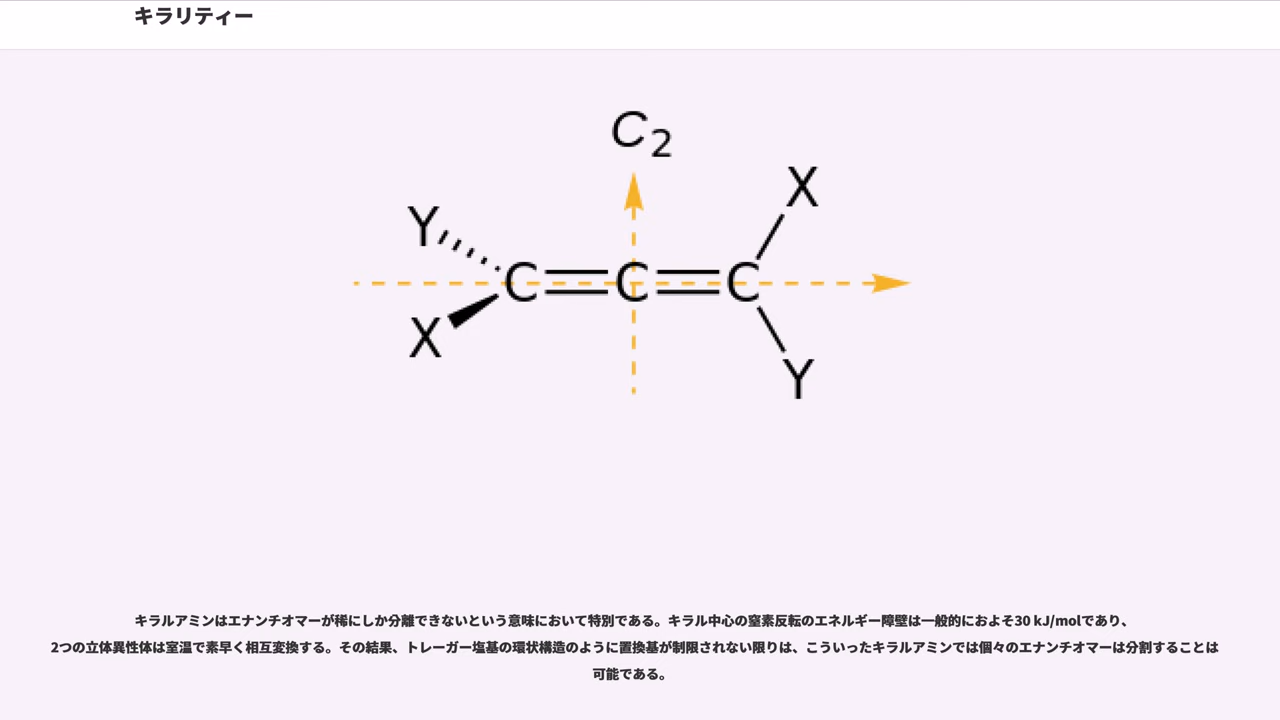 キラリティー
C2
X
Y
C C C
X
Y
キラルアミンはエナンチオマーが稀にしか分離できないという意味において特別である。キラル中心の窒素反転のエネルギー障壁は一般的におよそ30 kJ/molであり、
2つの立体異性体は室温で素早く相互変換する。その結果、トレーガー塩基の環状構造のように置換基が制限されない限りは、こういったキラルアミンでは個々のエナンチオマーは分割することは
可能である。